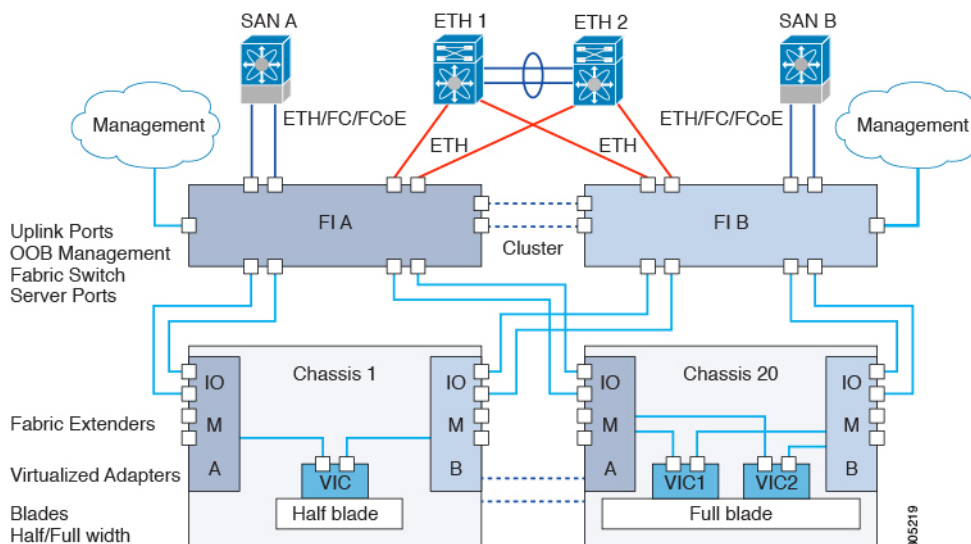 SAN A
ETH 1
ETH 2
SAN B
Management
ETH/FC/FCoE
ETH
ETH
ETH/FC/FCoE
Management
FI A
FI B
Cluster
Uplink Ports
OOB Management
Fabric Switch
Server Ports
Chassis 1
Chassis 20
IO
M
A
IO
M
B
IO
M
A
IO
M
B
Fabric Extenders
Virtualized Adapters
VIC
VIC1
VIC2
Blades
Half/Full width
Half blade
Full blade